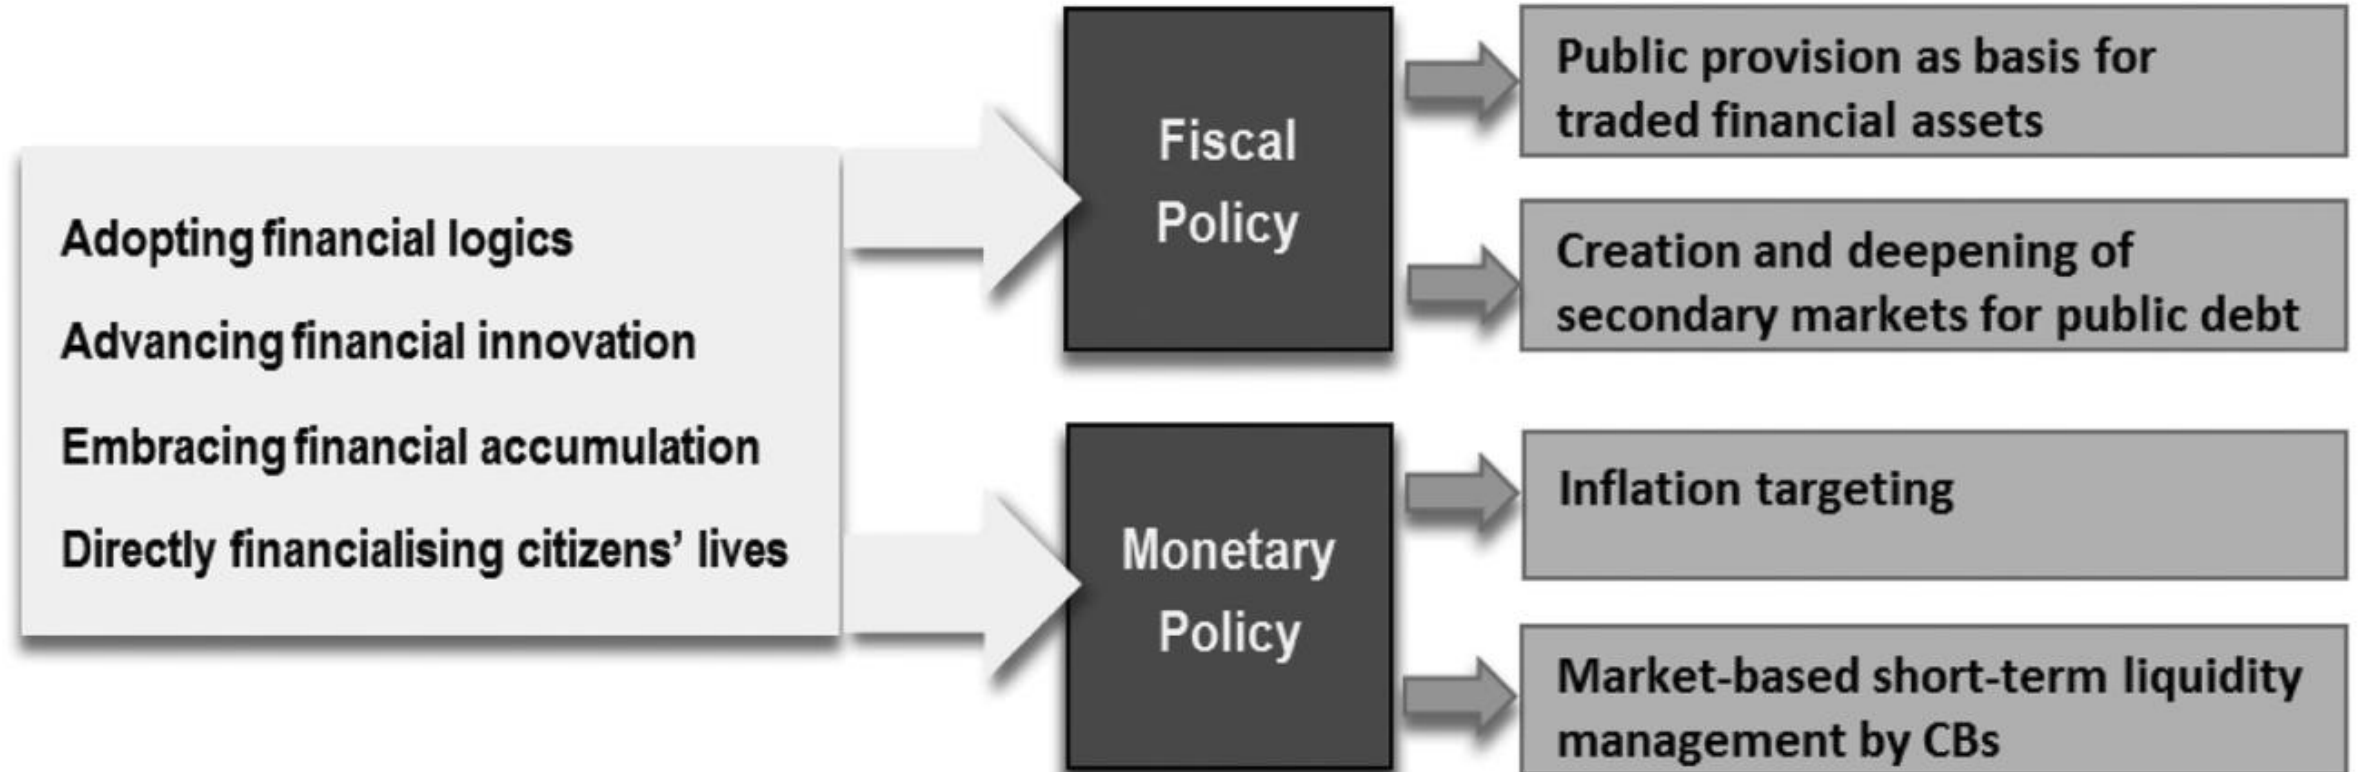 Adopting financial logics
Advancing financial innovation
Embracing financial accumulation
Directly financialising citizens’ lives
Fiscal
Policy
Public provision as basis for
traded financial assets
Creation and deepening of
secondary markets for public debt
Monetary
Policy
Inflation targeting
Market-based short-term liquidity
management by CBs